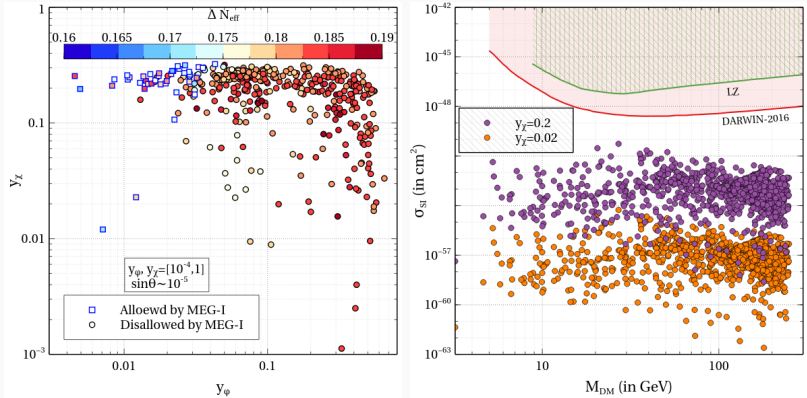 Δ N_eff
0.16 0.165 0.17 0.175 0.18 0.185 0.19
1
0.1
0.01
10^-3
y_χ
y_φ, y_χ=[10^-4,1]
sinθ~10^-5
Alloewd by MEG-I
Disallowed by MEG-I
0.01 0.1
y_φ
10^-42
10^-45
10^-48
10^-57
10^-60
10^-63
σ_SI (in cm^2)
LZ
DARWIN-2016
y_χ=0.2
y_χ=0.02
10 100
M_DM (in GeV)